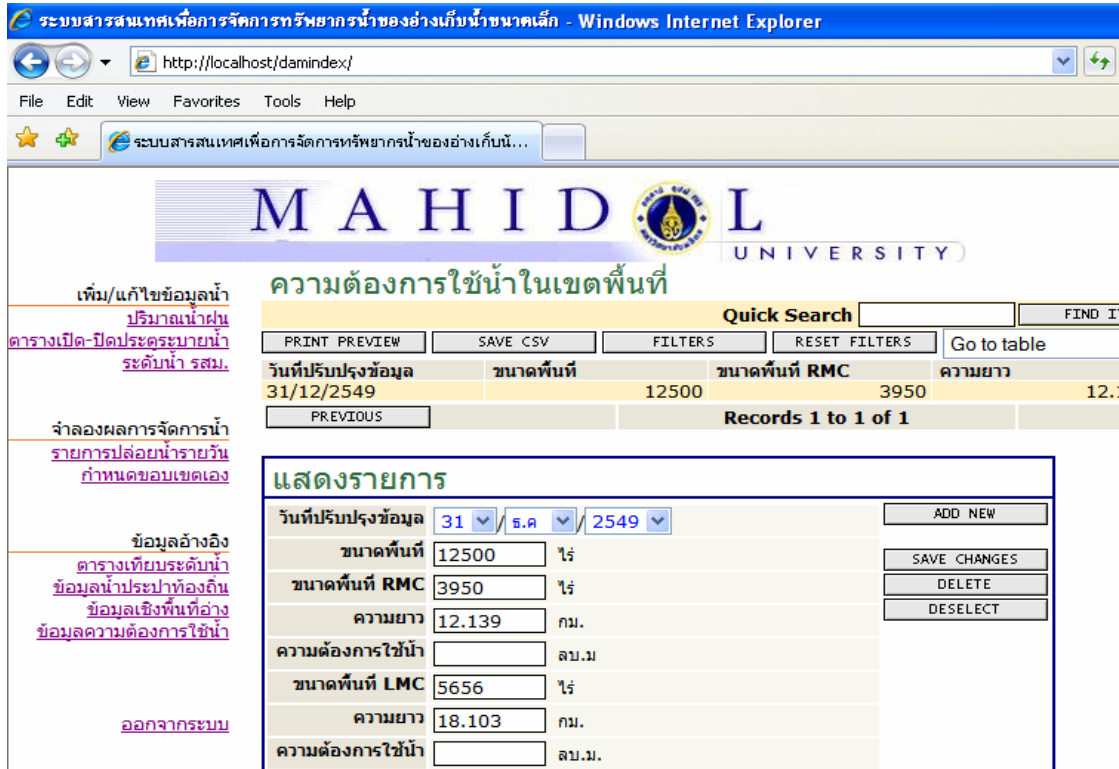 ระบบสารสนเทศเพื่อการจัดการทรัพยากรน้ำของอ่างเก็บน้ำขนาดเล็ก - Windows Internet Explorer
http://localhost/damindex/
File Edit View Favorites Tools Help
ระบบสารสนเทศเพื่อการจัดการทรัพยากรน้ำของอ่างเก็บน้...
MAHIDOL
UNIVERSITY
เพิ่ม/แก้ไขข้อมูลน้ำ
ปริมาณน้ำฝน
ตารางเปิด-ปิดประตูระบายน้ำ
ระดับน้ำ รสม.
จำลองผลการจัดการน้ำ
รายการปล่อยน้ำรายวัน
กำหนดขอบเขตเอง
ข้อมูลอ้างอิง
ตารางเทียบระดับน้ำ
ข้อมูลน้ำประปาท้องถิ่น
ข้อมูลเชิงพื้นที่อ่าง
ข้อมูลความต้องการใช้น้ำ
ออกจากระบบ
ความต้องการใช้น้ำในเขตพื้นที่
Quick Search FIND I
PRINT PREVIEW SAVE CSV FILTERS RESET FILTERS Go to table
วันที่ปรับปรุงข้อมูล ขนาดพื้นที่ ขนาดพื้นที่ RMC ความยาว
31/12/2549 12500 3950 12.
PREVIOUS Records 1 to 1 of 1
แสดงรายการ
วันที่ปรับปรุงข้อมูล 31 / ธ.ค / 2549 ADD NEW
ขนาดพื้นที่ 12500 ไร่ SAVE CHANGES
ขนาดพื้นที่ RMC 3950 ไร่ DELETE
ความยาว 12.139 กม. DESELECT
ความต้องการใช้น้ำ ลบ.ม
ขนาดพื้นที่ LMC 5656 ไร่
ความยาว 18.103 กม.
ความต้องการใช้น้ำ ลบ.ม.